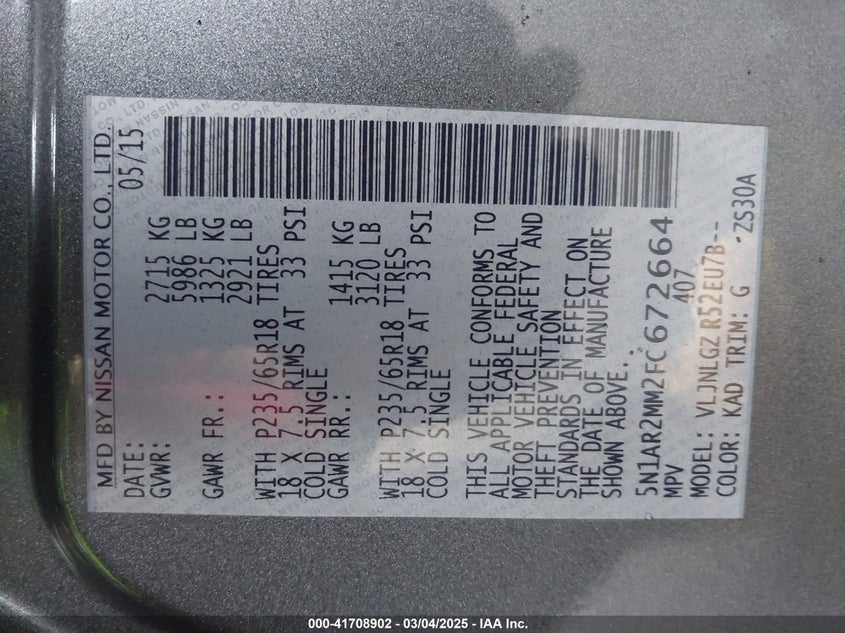 MFD BY NISSAN MOTOR CO., LTD.
DATE: 05/15
GVWR: 2715 KG
5986 LB
GAWR FR.: 1325 KG
2921 LB
WITH P235/65R18 TIRES
18 X 7.5 RIMS AT 33 PSI
COLD SINGLE
GAWR RR.: 1415 KG
3120 LB
WITH P235/65R18 TIRES
18 X 7.5 RIMS AT 33 PSI
COLD SINGLE
THIS VEHICLE CONFORMS TO
ALL APPLICABLE FEDERAL
MOTOR VEHICLE SAFETY AND
THEFT PREVENTION
STANDARDS IN EFFECT ON
THE DATE OF MANUFACTURE
SHOWN ABOVE.
5N1AR2MM2FC672664
MPV 407
MODEL: VLJNLGZ R52EU7B--
COLOR: KAD TRIM: G ZS30A
000-41708902 - 03/04/2025 - IAA Inc.